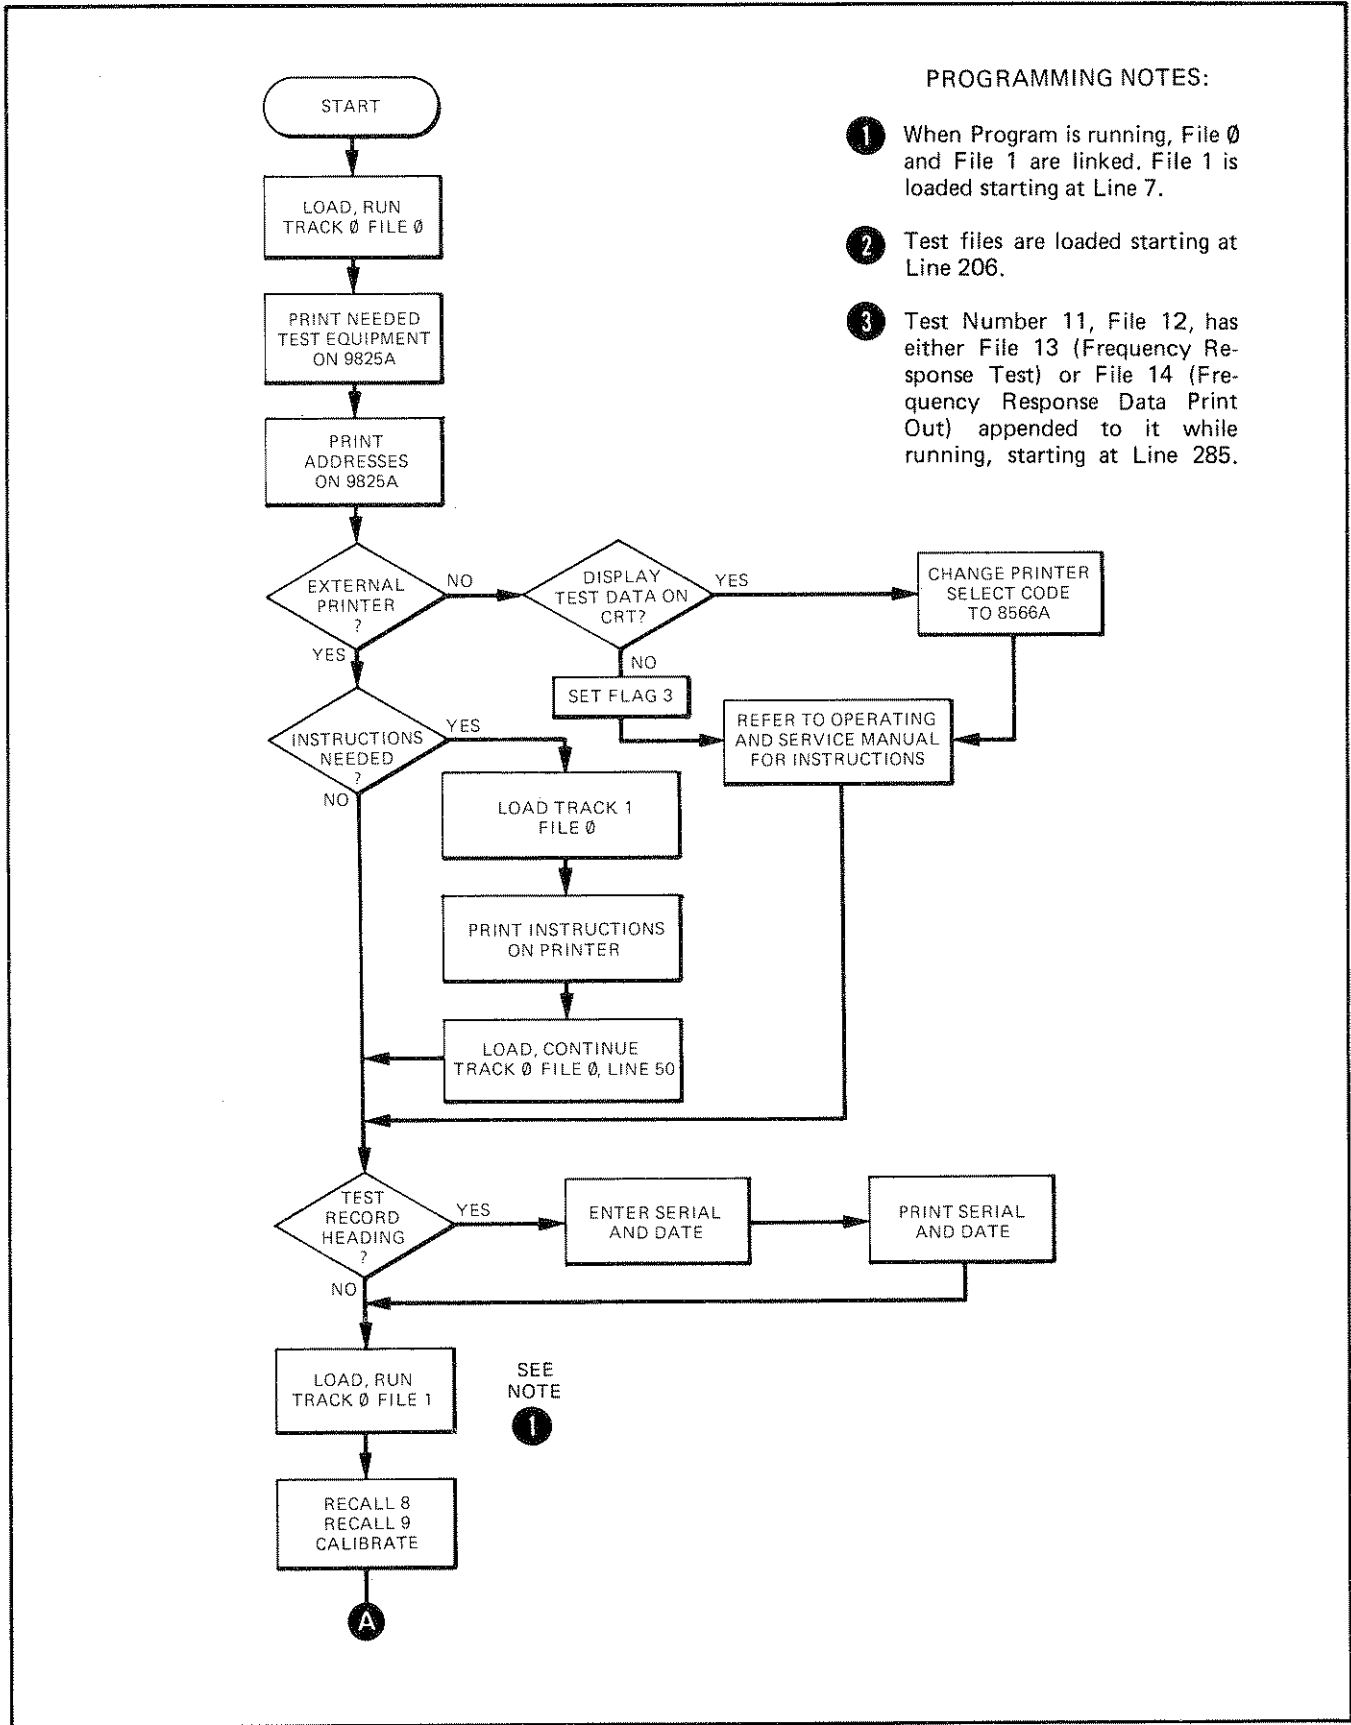 PROGRAMMING NOTES:
1 When Program is running, File Ø
and File 1 are linked. File 1 is
loaded starting at Line 7.
2 Test files are loaded starting at
Line 206.
3 Test Number 11, File 12, has
either File 13 (Frequency Re-
sponse Test) or File 14 (Fre-
quency Response Data Print
Out) appended to it while
running, starting at Line 285.
START
LOAD, RUN
TRACK Ø FILE Ø
PRINT NEEDED
TEST EQUIPMENT
ON 9825A
PRINT
ADDRESSES
ON 9825A
EXTERNAL
PRINTER
?
NO
YES
DISPLAY
TEST DATA ON
CRT?
YES
NO
CHANGE PRINTER
SELECT CODE
TO 8566A
SET FLAG 3
REFER TO OPERATING
AND SERVICE MANUAL
FOR INSTRUCTIONS
INSTRUCTIONS
NEEDED
?
YES
NO
LOAD TRACK 1
FILE Ø
PRINT INSTRUCTIONS
ON PRINTER
LOAD, CONTINUE
TRACK Ø FILE Ø, LINE 50
TEST
RECORD
HEADING
?
YES
NO
ENTER SERIAL
AND DATE
PRINT SERIAL
AND DATE
LOAD, RUN
TRACK Ø FILE 1
SEE
NOTE
1
RECALL 8
RECALL 9
CALIBRATE
A